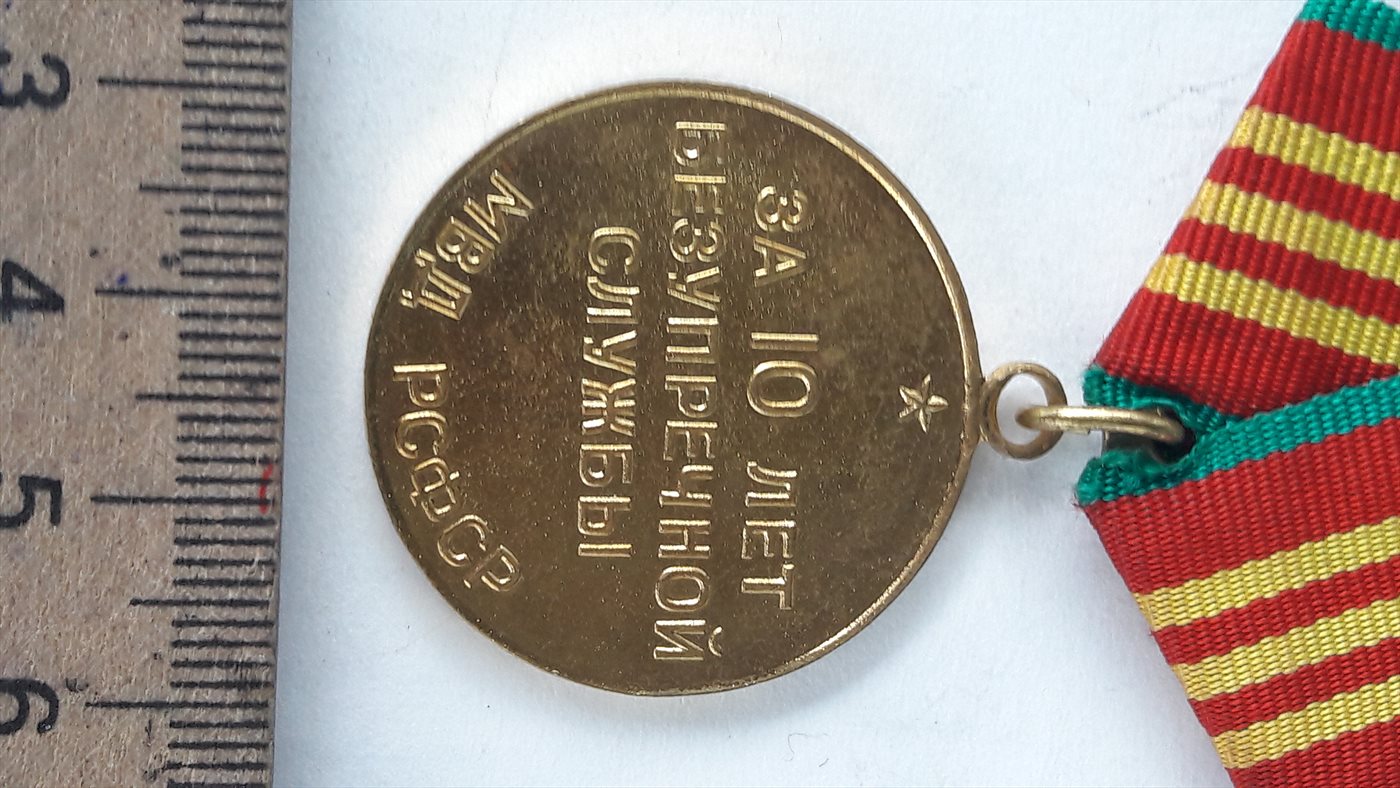 ЗА 10 ЛЕТ
БЕЗУПРЕЧНОЙ
СЛУЖБЫ
МВД РСФСР
3
4
5
6